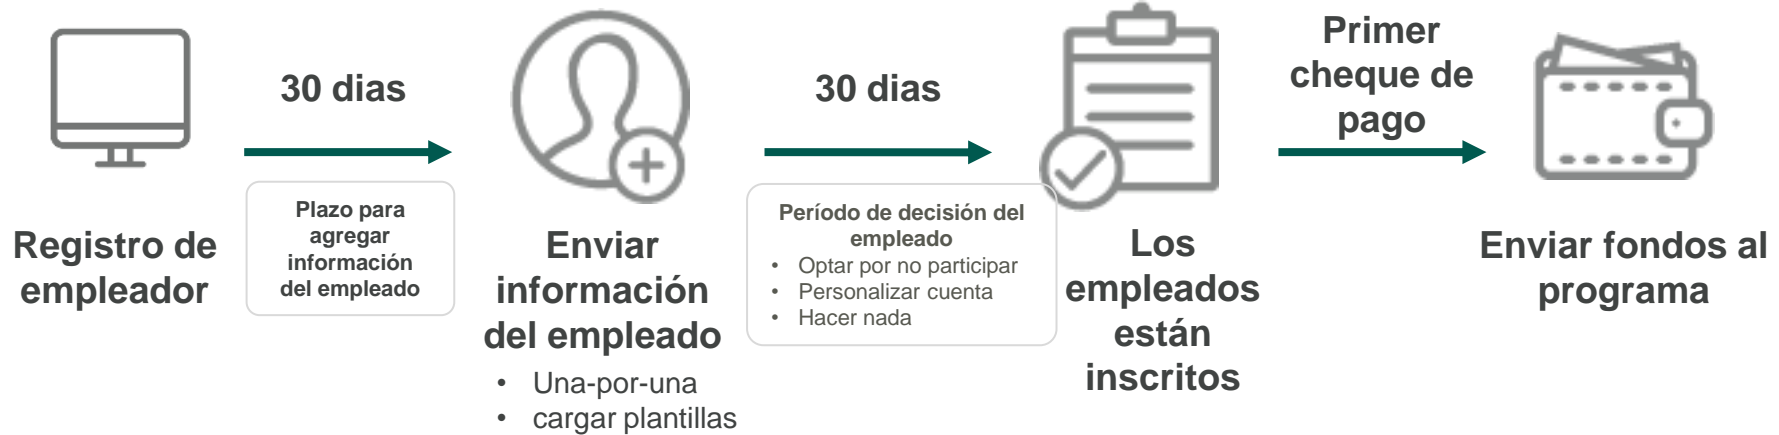 Registro de
empleador
30 dias
Plazo para
agregar
información
del empleado
Enviar
información
del empleado
• Una-por-una
• cargar plantillas
30 dias
Período de decisión del
empleado
• Optar por no participar
• Personalizar cuenta
• Hacer nada
Los
empleados
están
inscritos
Primer
cheque de
pago
Enviar fondos al
programa